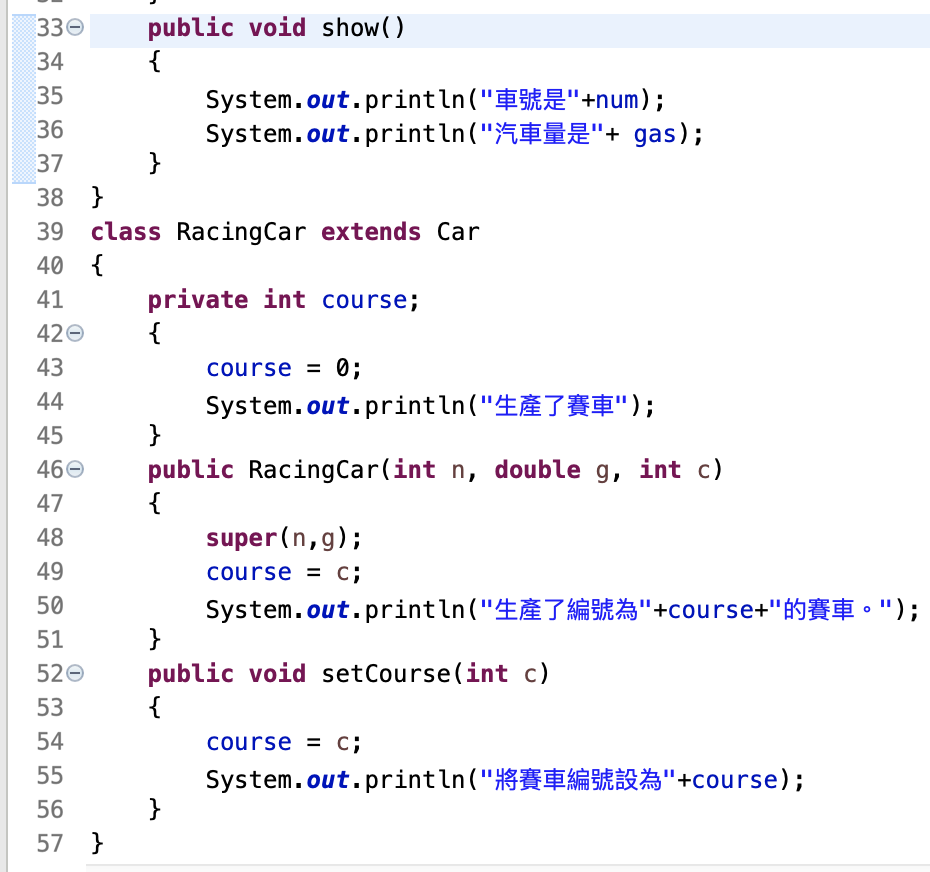 33 public void show()
34 {
35 System.out.println("車號是"+num);
36 System.out.println("汽車量是"+ gas);
37 }
38 }
39 class RacingCar extends Car
40 {
41 private int course;
42 {
43 course = 0;
44 System.out.println("生產了賽車");
45 }
46 public RacingCar(int n, double g, int c)
47 {
48 super(n,g);
49 course = c;
50 System.out.println("生產了編號為"+course+"的賽車。");
51 }
52 public void setCourse(int c)
53 {
54 course = c;
55 System.out.println("將賽車編號設為"+course);
56 }
57 }